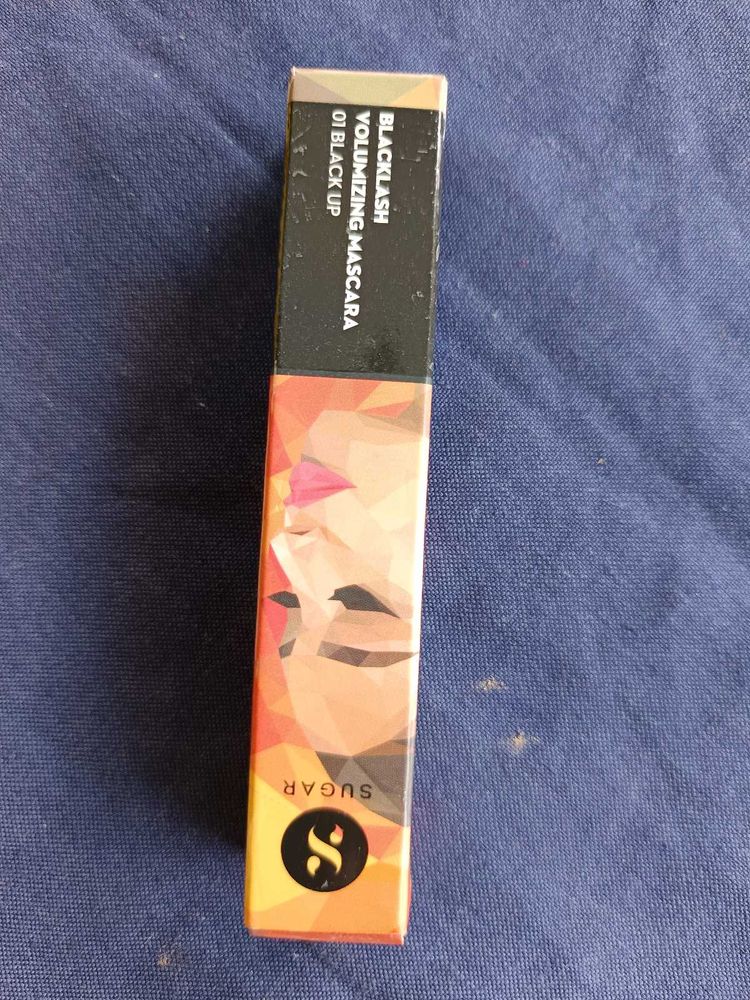 BLACKLASH
VOLUMIZING MASCARA
01 BLACK UP
SUGAR